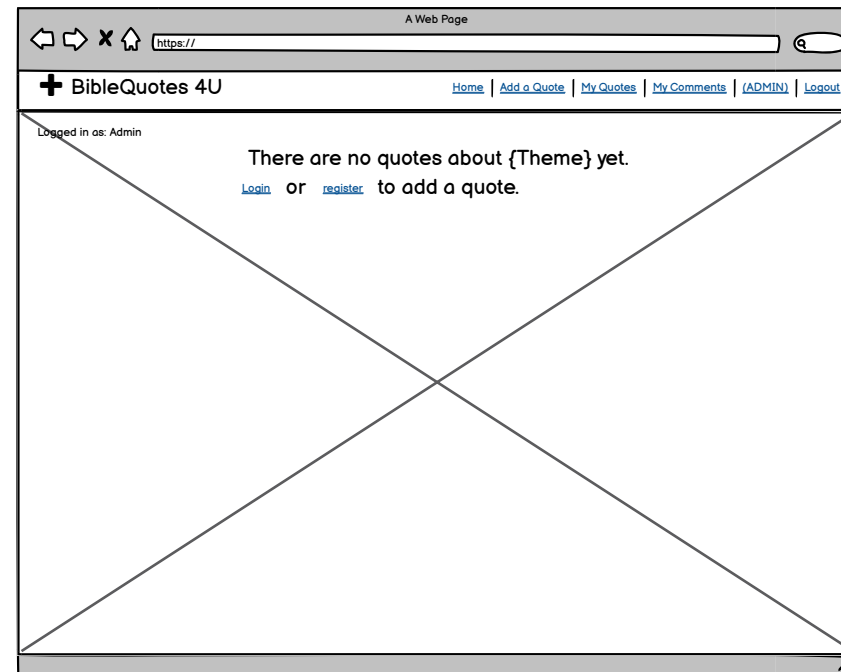 A Web Page
https://
BibleQuotes 4U
Home | Add a Quote | My Quotes | My Comments | (ADMIN) | Logout
Logged in as: Admin
There are no quotes about {Theme} yet.
Login or register to add a quote.